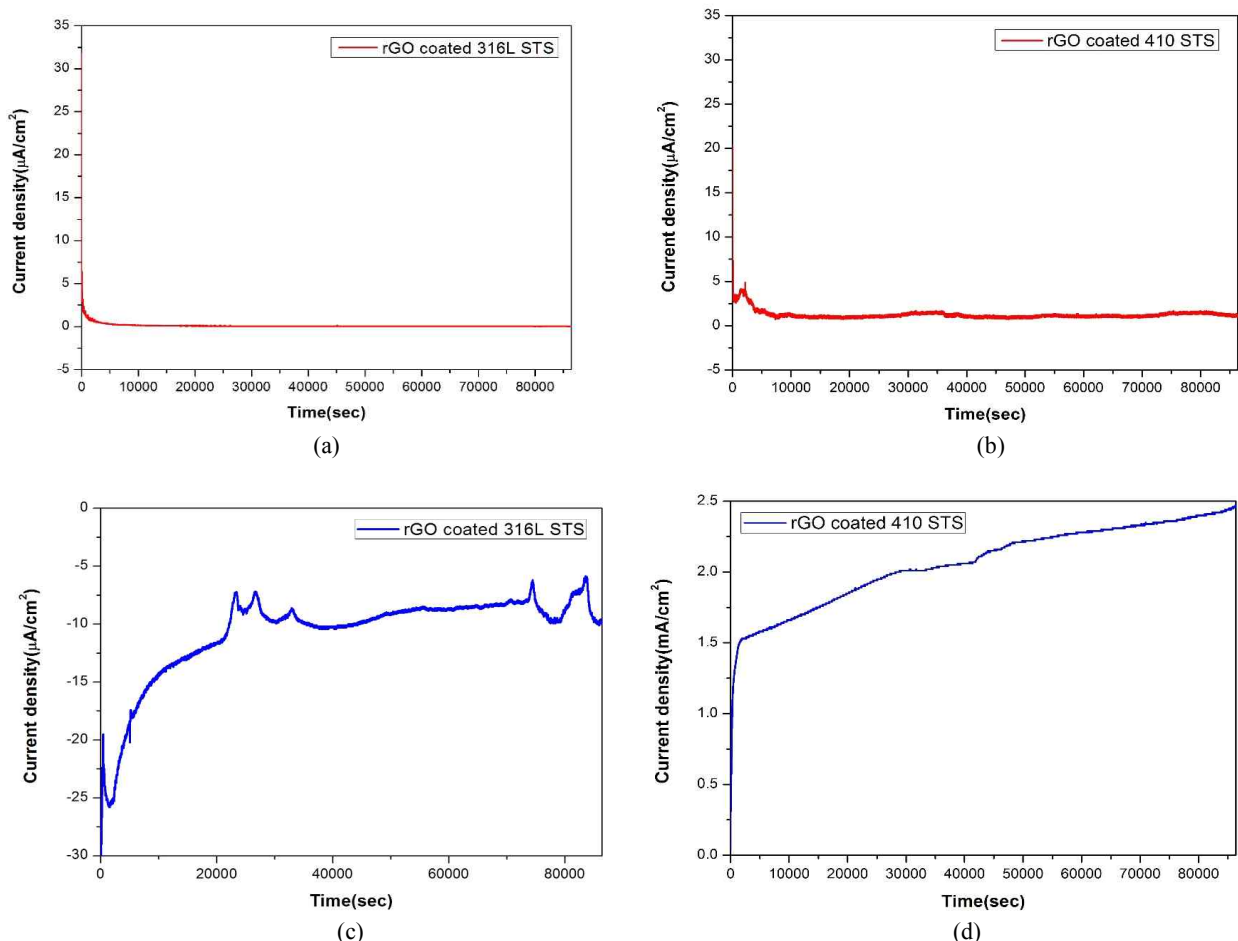 35
30
25
20
15
10
5
0
-5
Current density(μA/cm²)
rGO coated 316L STS
0 10000 20000 30000 40000 50000 60000 70000 80000
Time(sec)
(a)
35
30
25
20
15
10
5
0
-5
Current density(μA/cm²)
rGO coated 410 STS
0 10000 20000 30000 40000 50000 60000 70000 80000
Time(sec)
(b)
0
-5
-10
-15
-20
-25
-30
Current density(μA/cm²)
rGO coated 316L STS
0 20000 40000 60000 80000
Time(sec)
(c)
2.5
2.0
1.5
1.0
0.5
0.0
Current density(mA/cm²)
rGO coated 410 STS
0 10000 20000 30000 40000 50000 60000 70000 80000
Time(sec)
(d)